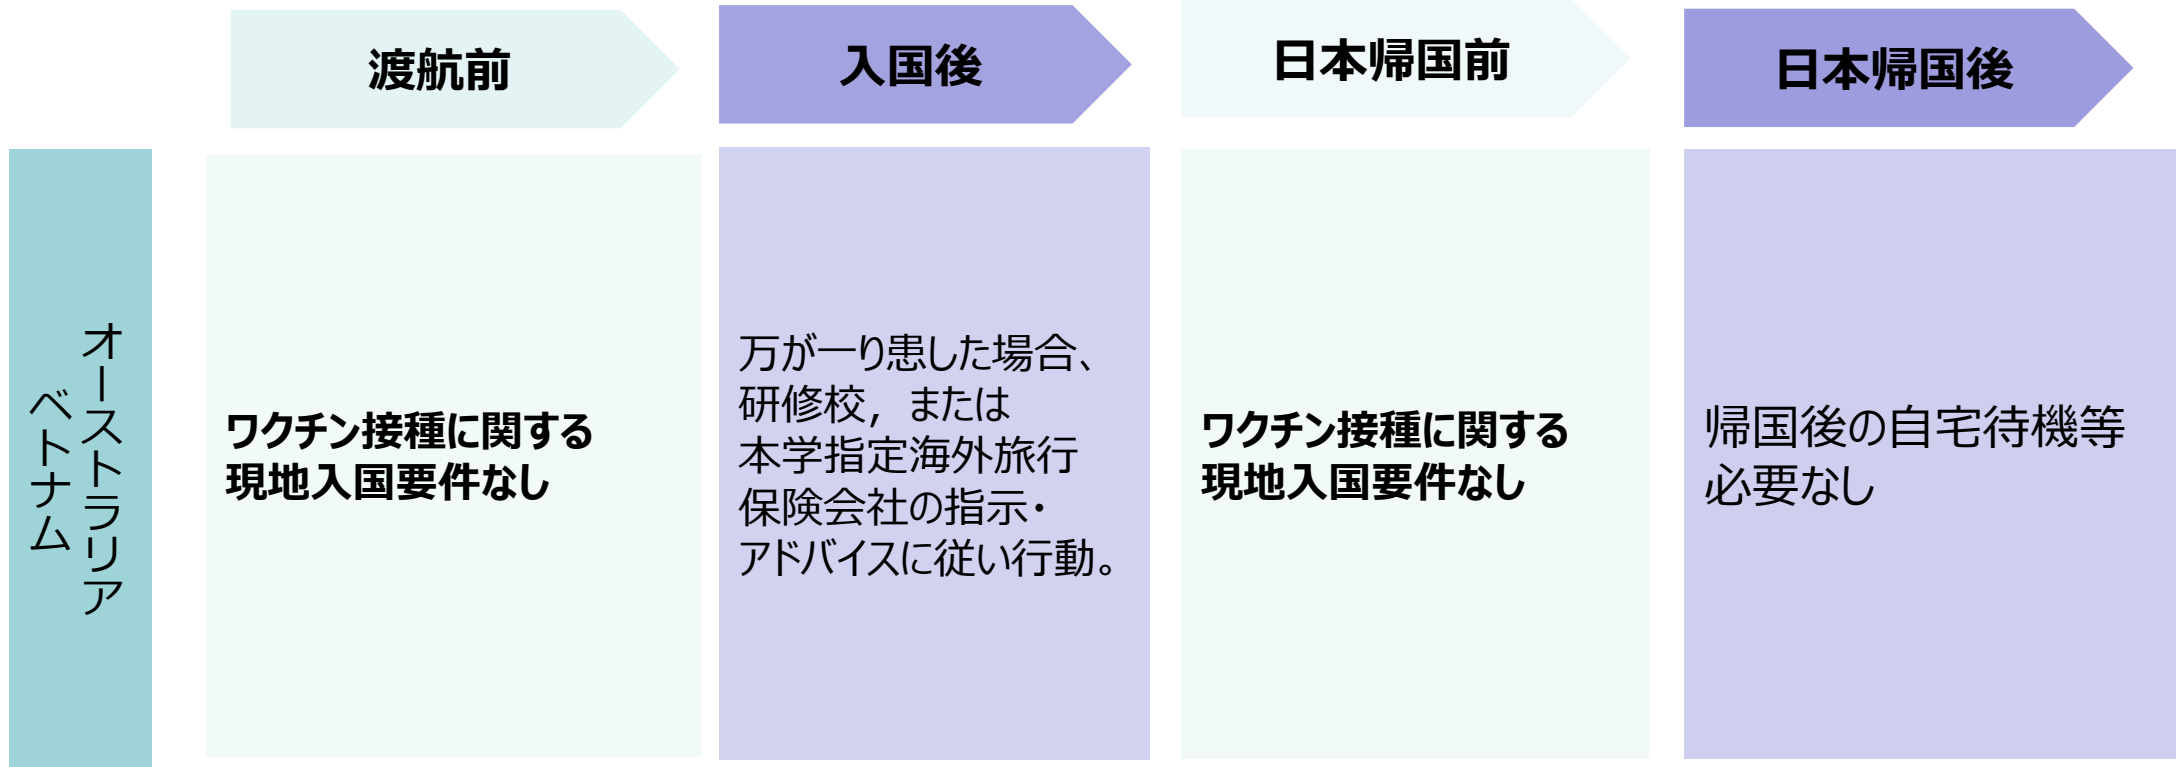 渡航前
入国後
日本帰国前
日本帰国後
オーストラリア
ベトナム
ワクチン接種に関する
現地入国要件なし
万が一り患した場合、
研修校，または
本学指定海外旅行
保険会社の指示・
アドバイスに従い行動。
ワクチン接種に関する
現地入国要件なし
帰国後の自宅待機等
必要なし